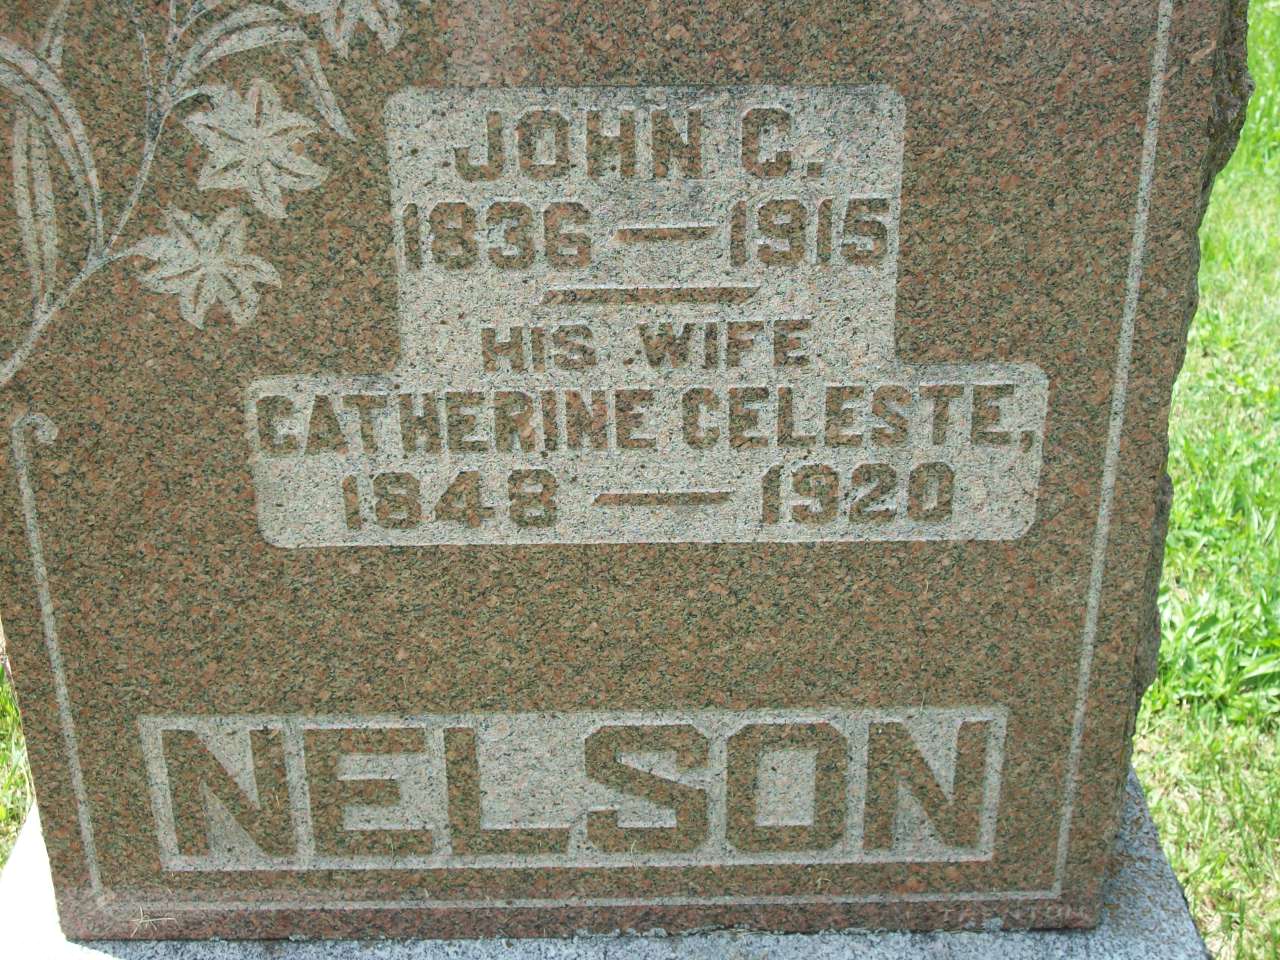 JOHN C.
1836 — 1915
HIS WIFE
CATHERINE CELESTE,
1848 — 1920
NELSON